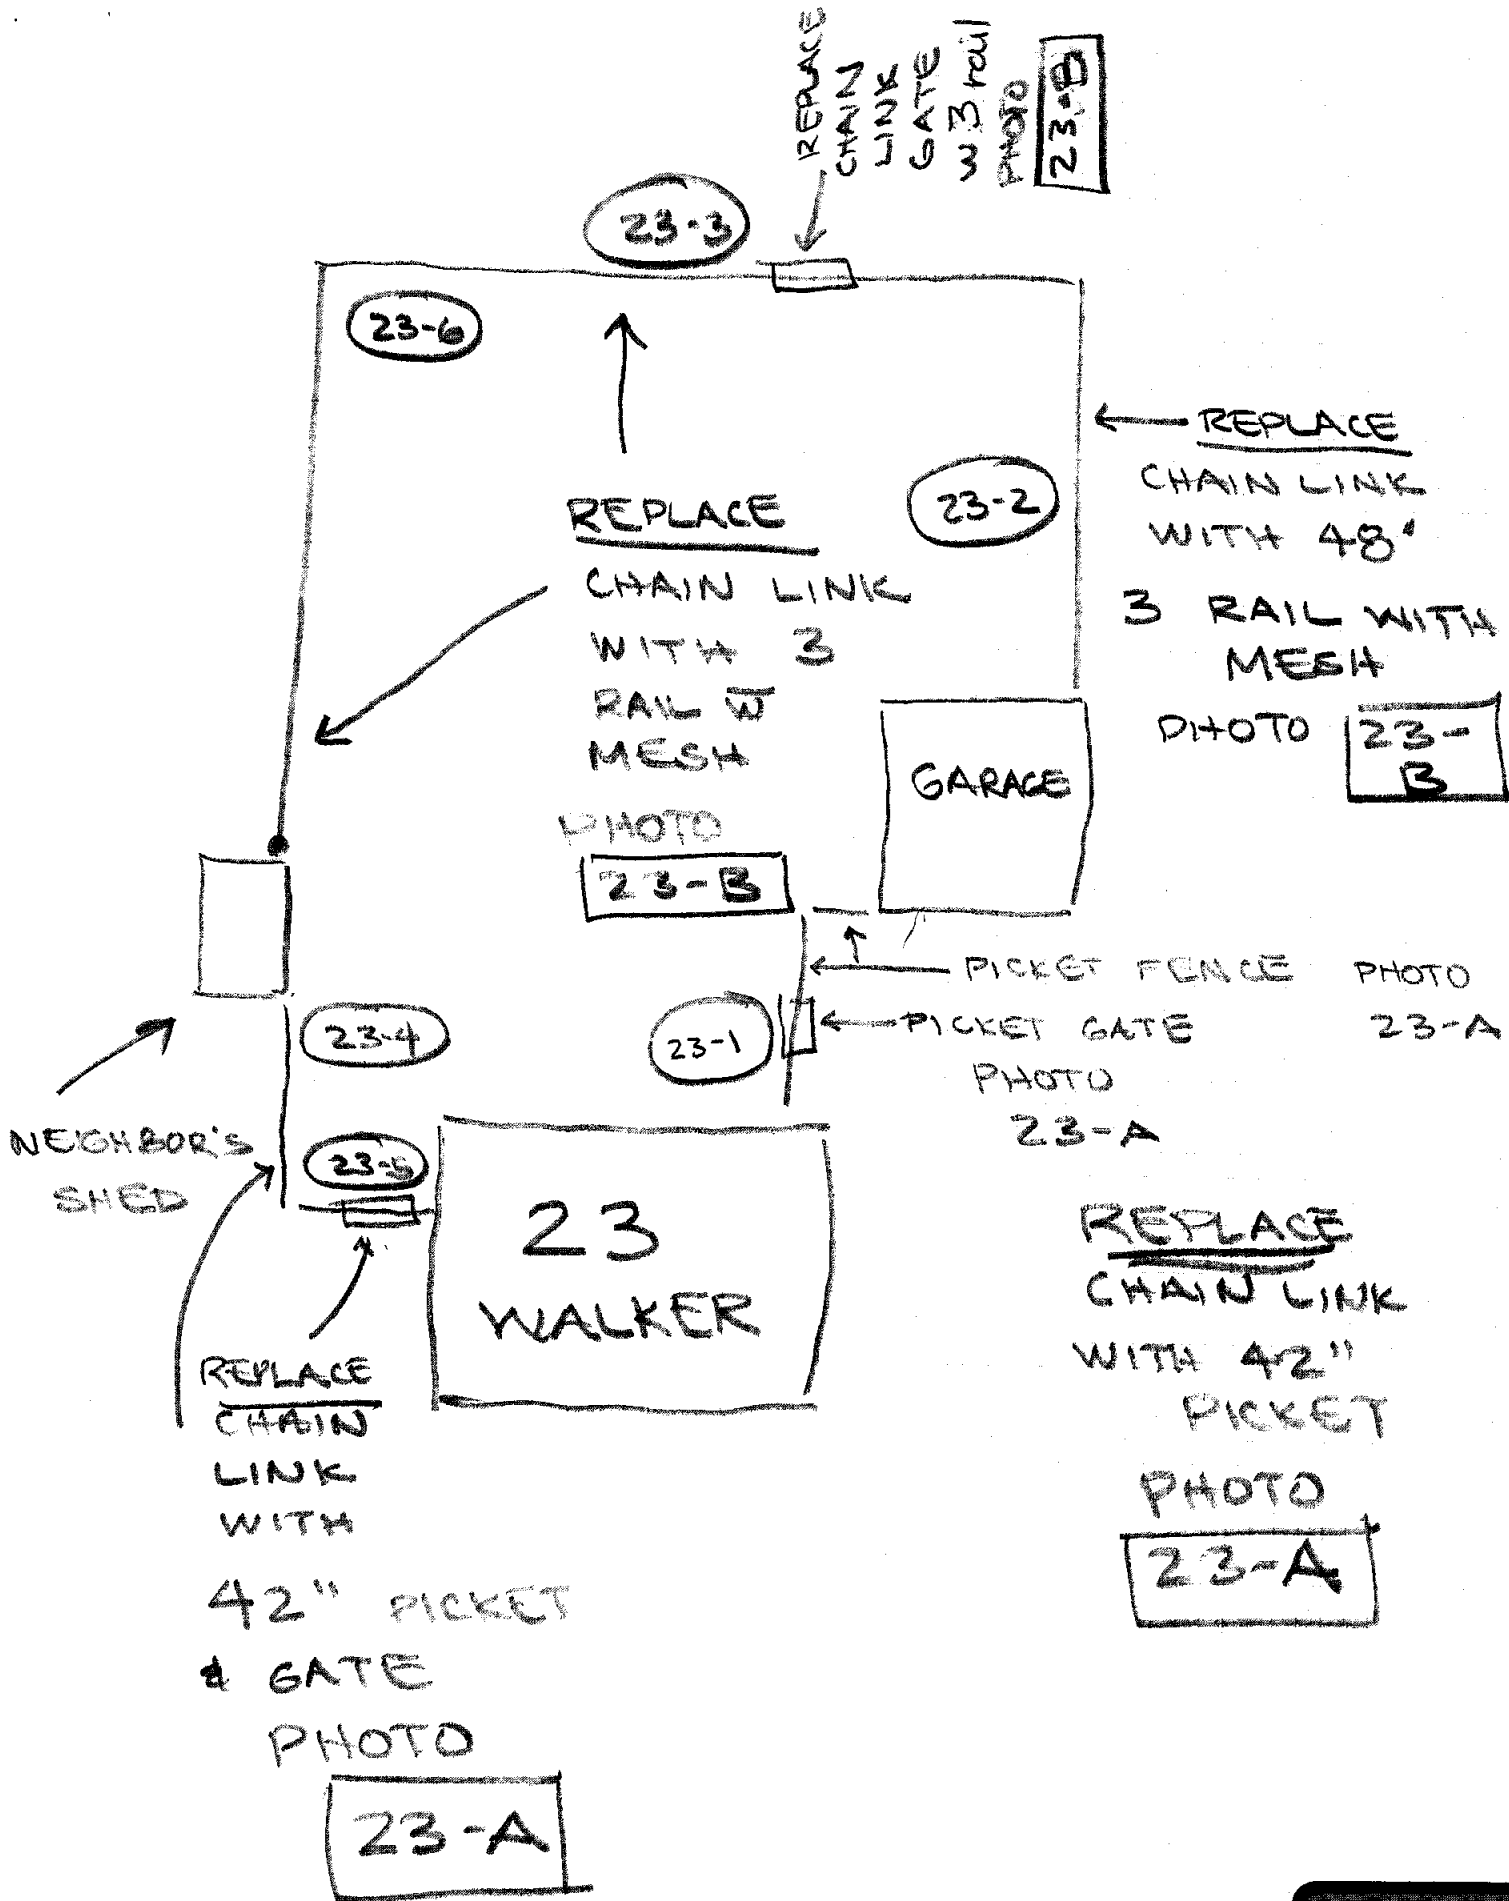 REPLACE
CHAIN
LINK
GATE
W 3 rail
PHOTO
23-B
23-3
23-6
REPLACE
CHAIN LINK
WITH 48"
3 RAIL WITH
MESH
PHOTO 23-
B
23-2
REPLACE
CHAIN LINK
WITH 3
RAIL W̅
MESH
PHOTO
23-B
GARAGE
PICKET FENCE PHOTO
23-A
PICKET GATE
PHOTO
23-A
23-4
23-1
NEIGHBOR'S
SHED
23-5
23
WALKER
REPLACE
CHAIN LINK
WITH 42"
PICKET
PHOTO
23-A
REPLACE
CHAIN
LINK
WITH
42" PICKET
& GATE
PHOTO
23-A